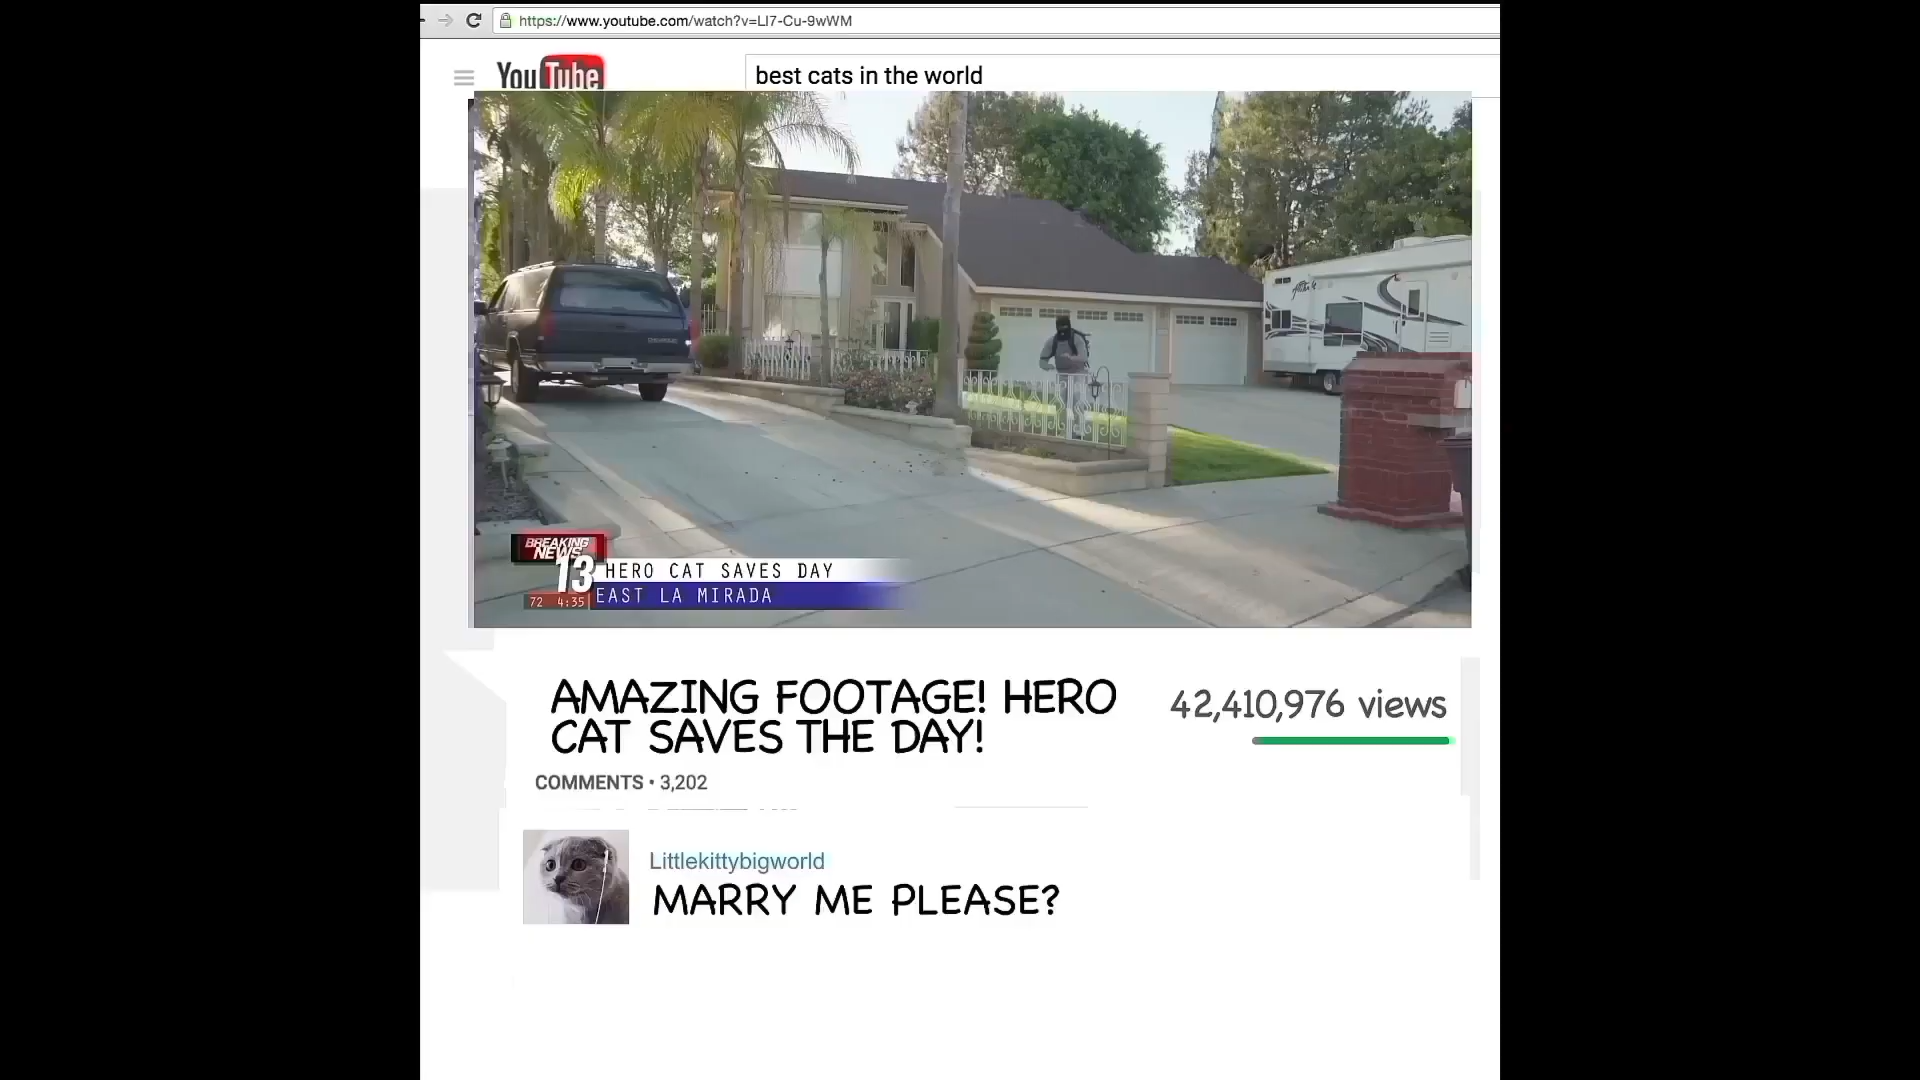 https://www.youtube.com/watch?v=LI7-Cu-9wWM
YouTube
best cats in the world
BREAKING
NEWS
13
HERO CAT SAVES DAY
72 4:35
EAST LA MIRADA
AMAZING FOOTAGE! HERO
CAT SAVES THE DAY!
42,410,976 views
COMMENTS • 3,202
Littlekittybigworld
MARRY ME PLEASE?